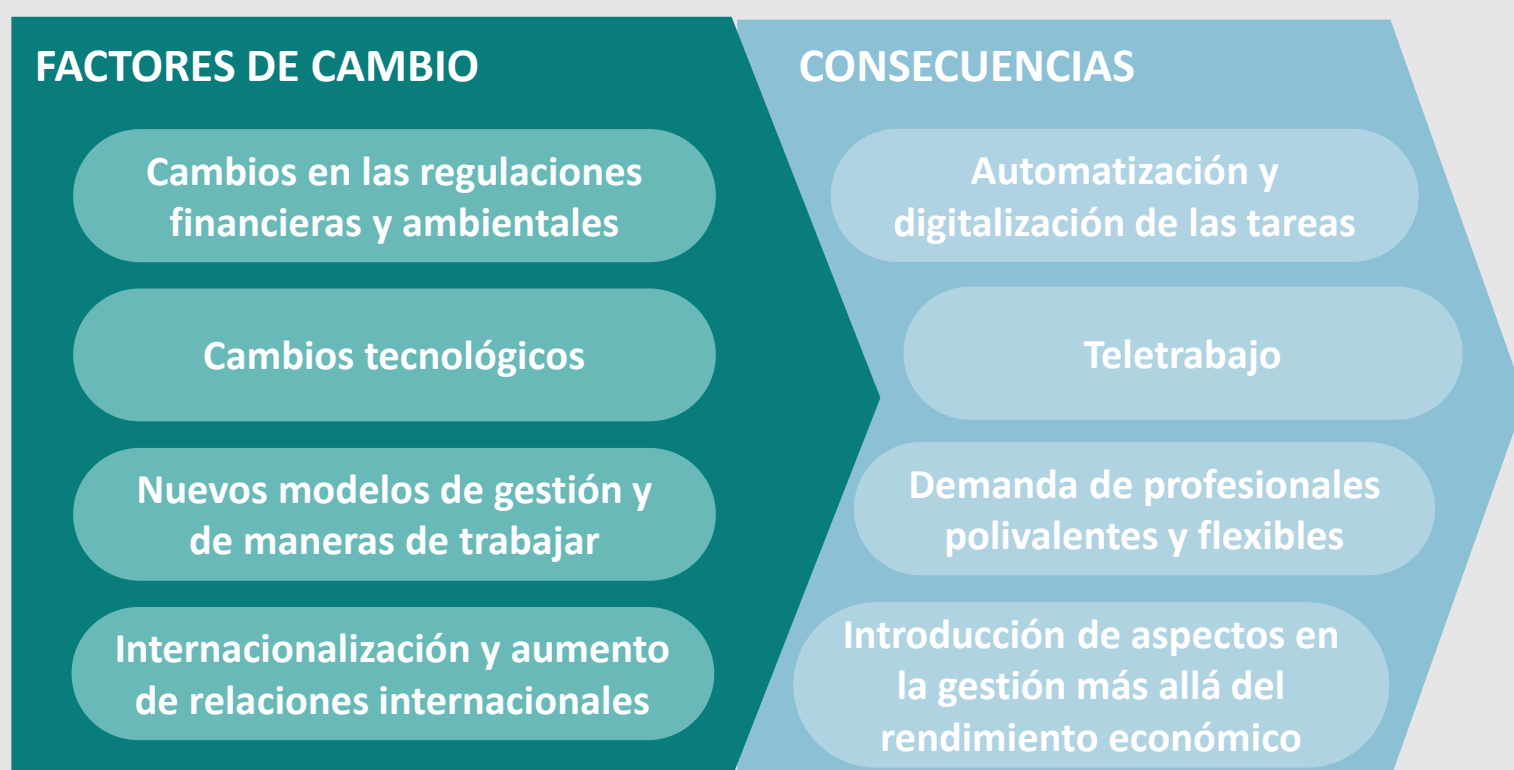 FACTORES DE CAMBIO
Cambios en las regulaciones
financieras y ambientales
Cambios tecnológicos
Nuevos modelos de gestión y
de maneras de trabajar
Internacionalización y aumento
de relaciones internacionales
CONSECUENCIAS
Automatización y
digitalización de las tareas
Teletrabajo
Demanda de profesionales
polivalentes y flexibles
Introducción de aspectos en
la gestión más allá del
rendimiento económico